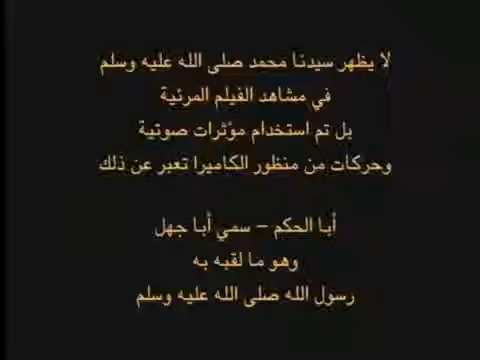 لا يظهر سيدنا محمد صلى الله عليه وسلم
في مشاهد الفيلم المرئية
بل تم استخدام مؤثرات صوتية
وحركات من منظور الكاميرا تعبر عن ذلك
أبا الحكم – سمي أبا جهل
وهو ما لقبه به
رسول الله صلى الله عليه وسلم